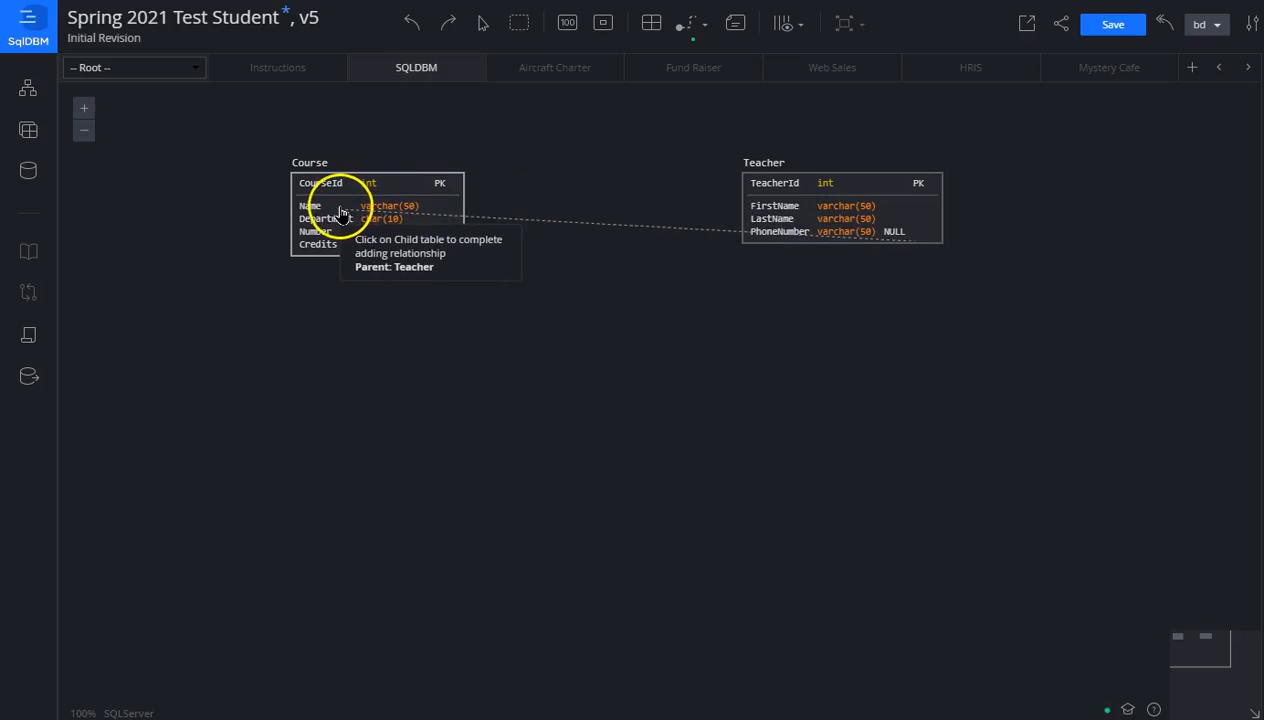 Spring 2021 Test Student *, v5
Initial Revision
SqlDBM
100
Save
bd
-- Root --
Instructions
SQLDBM
Aircraft Charter
Fund Raiser
Web Sales
HRIS
Mystery Cafe
+
-
Course
CourseId int PK
Name varchar(50)
Department char(10)
Number
Credits
Click on Child table to complete
adding relationship
Parent: Teacher
Teacher
TeacherId int PK
FirstName varchar(50)
LastName varchar(50)
PhoneNumber varchar(50) NULL
100% SQLServer